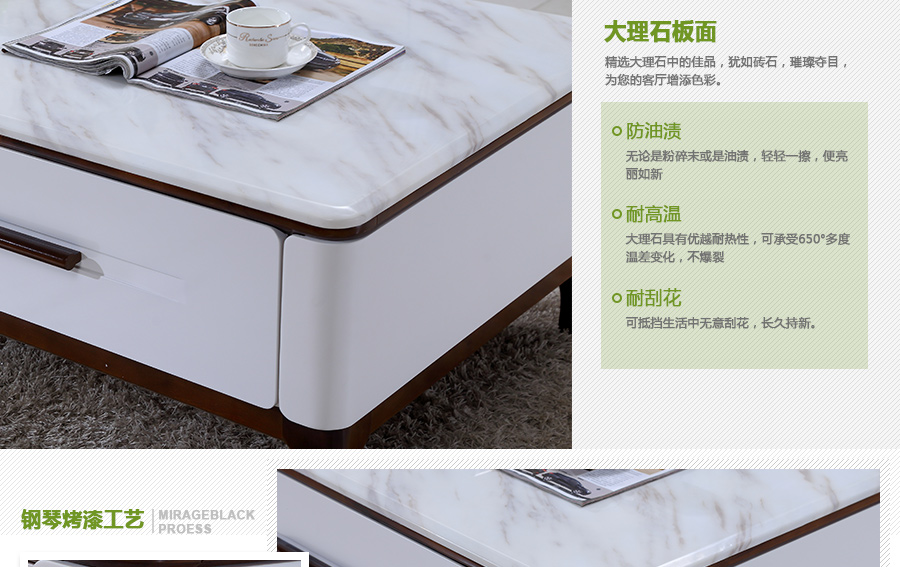 大理石板面
精选大理石中的佳品，犹如砖石，璀璨夺目，
为您的客厅增添色彩。
防油渍
无论是粉碎末或是油渍，轻轻一擦，便亮
丽如新
耐高温
大理石具有优越耐热性，可承受650°多度
温差变化，不爆裂
耐刮花
可抵挡生活中无意刮花，长久持新。
钢琴烤漆工艺
MIRAGEBLACK
PROESS